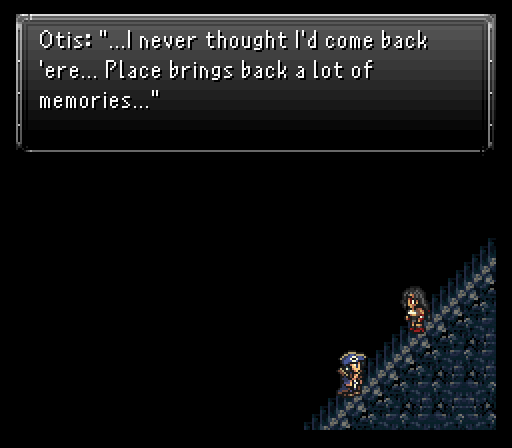 Otis: "...I never thought I'd come back
'ere... Place brings back a lot of
memories..."